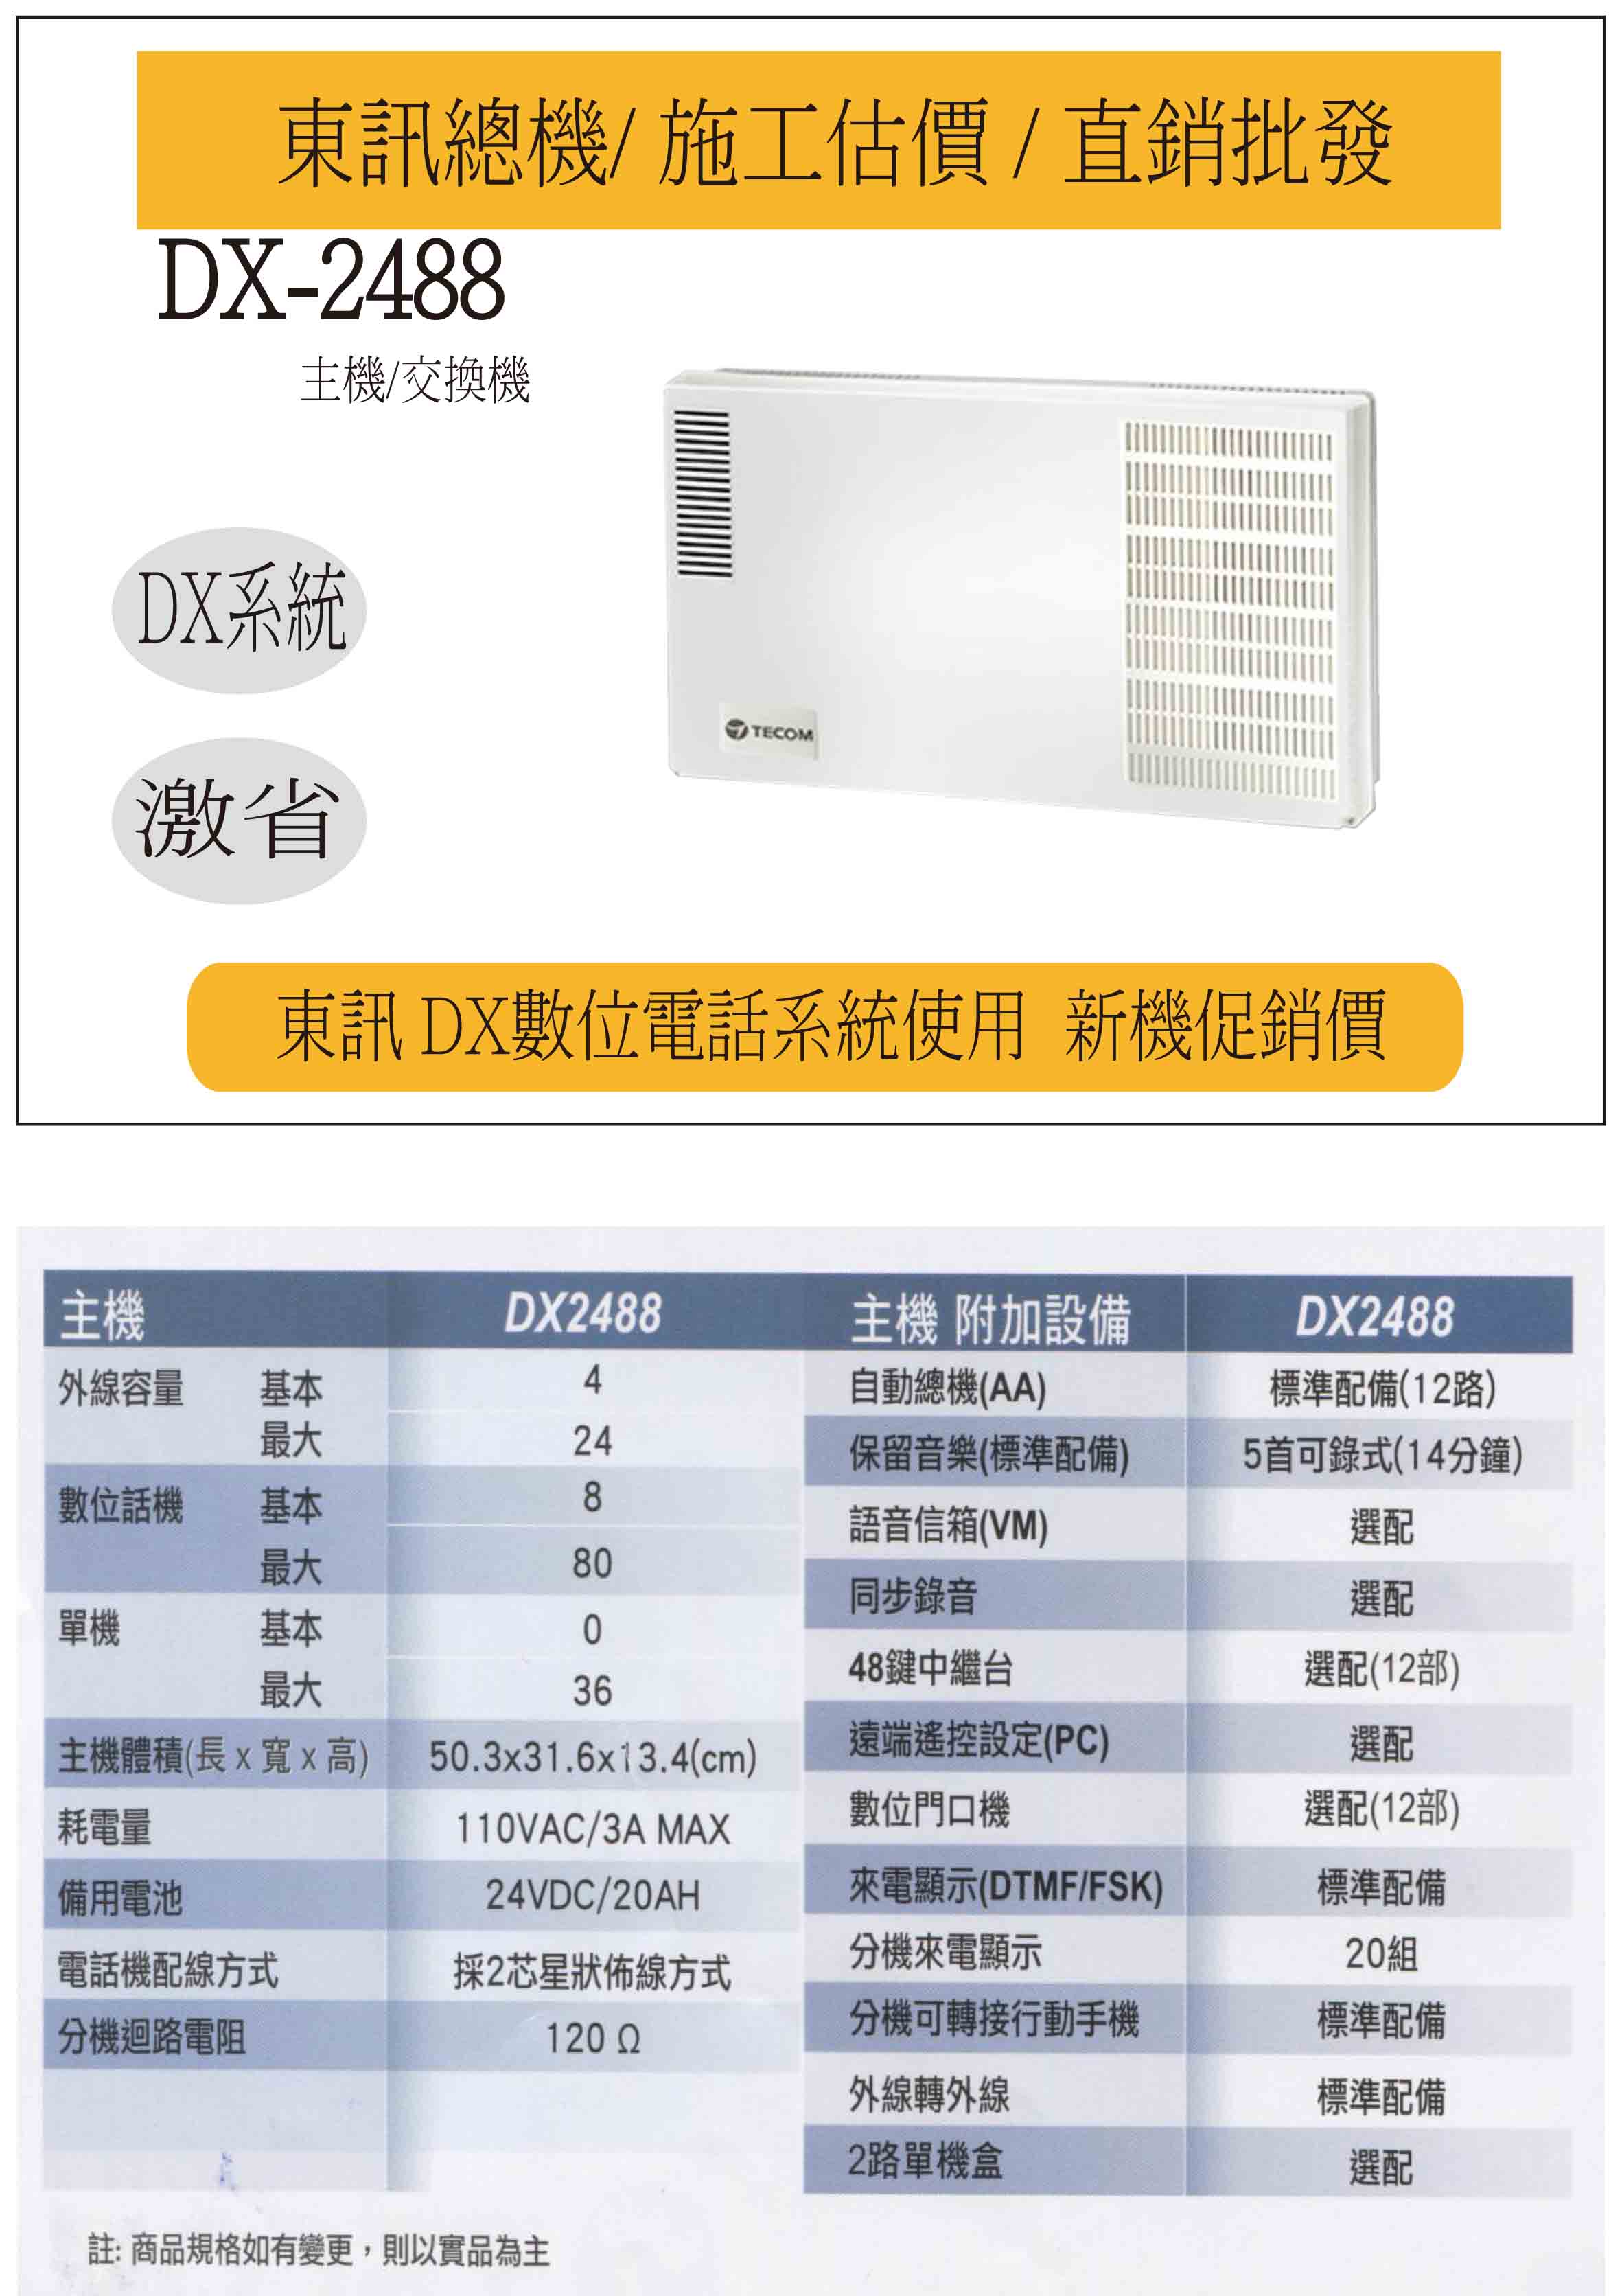 東訊總機/ 施工估價 / 直銷批發
DX-2488
主機/交換機
DX系統
激省
TECOM
東訊 DX數位電話系統使用 新機促銷價
主機 DX2488
外線容量 基本 4
最大 24
數位話機 基本 8
最大 80
單機 基本 0
最大 36
主機體積(長 x 寬 x 高) 50.3x31.6x13.4(cm)
耗電量 110VAC/3A MAX
備用電池 24VDC/20AH
電話機配線方式 採2芯星狀佈線方式
分機迴路電阻 120 Ω
主機 附加設備 DX2488
自動總機(AA) 標準配備(12路)
保留音樂(標準配備) 5首可錄式(14分鐘)
語音信箱(VM) 選配
同步錄音 選配
48鍵中繼台 選配(12部)
遠端遙控設定(PC) 選配
數位門口機 選配(12部)
來電顯示(DTMF/FSK) 標準配備
分機來電顯示 20組
分機可轉接行動手機 標準配備
外線轉外線 標準配備
2路單機盒 選配
註: 商品規格如有變更，則以實品為主